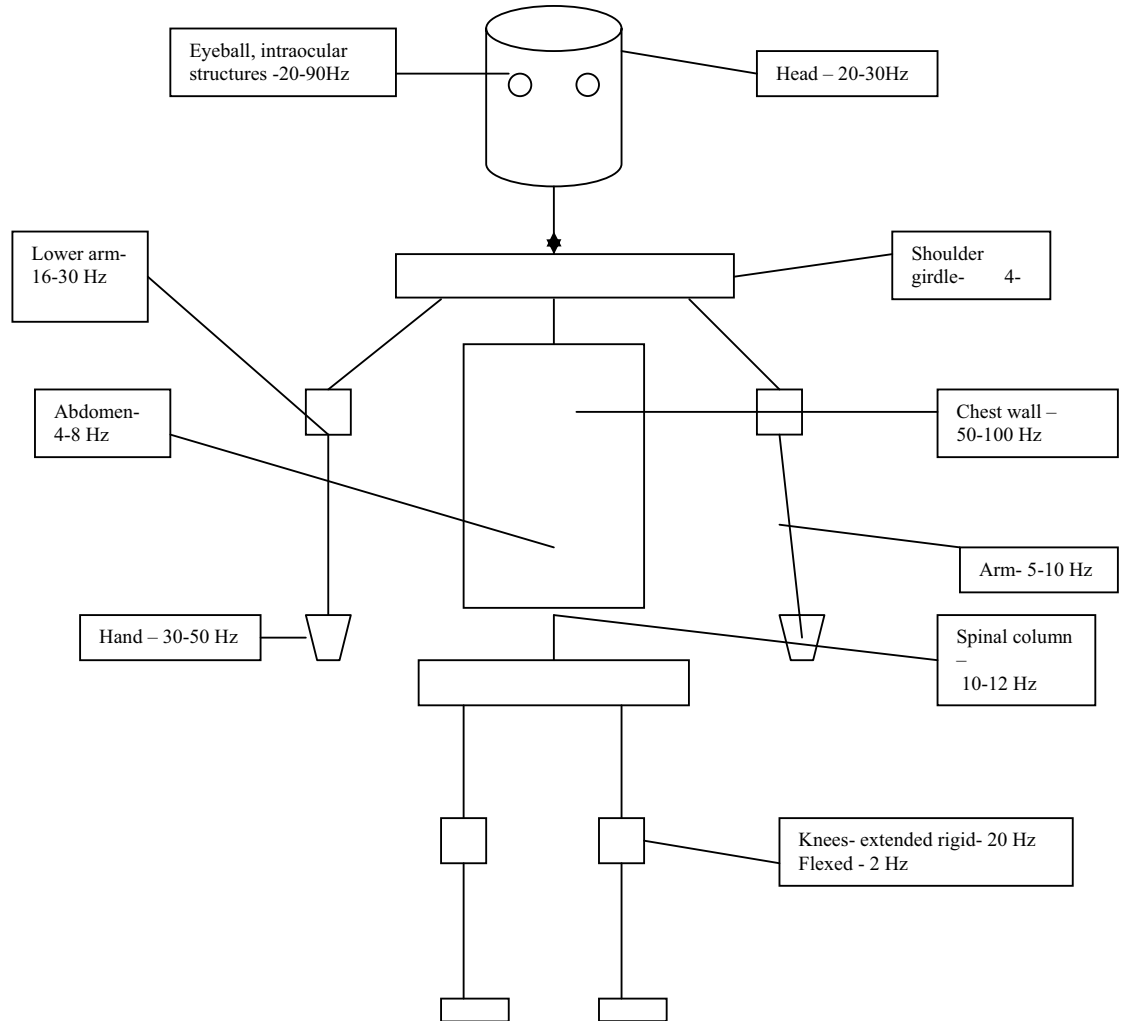 Eyeball, intraocular
structures -20-90Hz
Head – 20-30Hz
Lower arm-
16-30 Hz
Shoulder
girdle- 4-
Abdomen-
4-8 Hz
Chest wall –
50-100 Hz
Arm- 5-10 Hz
Hand – 30-50 Hz
Spinal column
–
10-12 Hz
Knees- extended rigid- 20 Hz
Flexed - 2 Hz